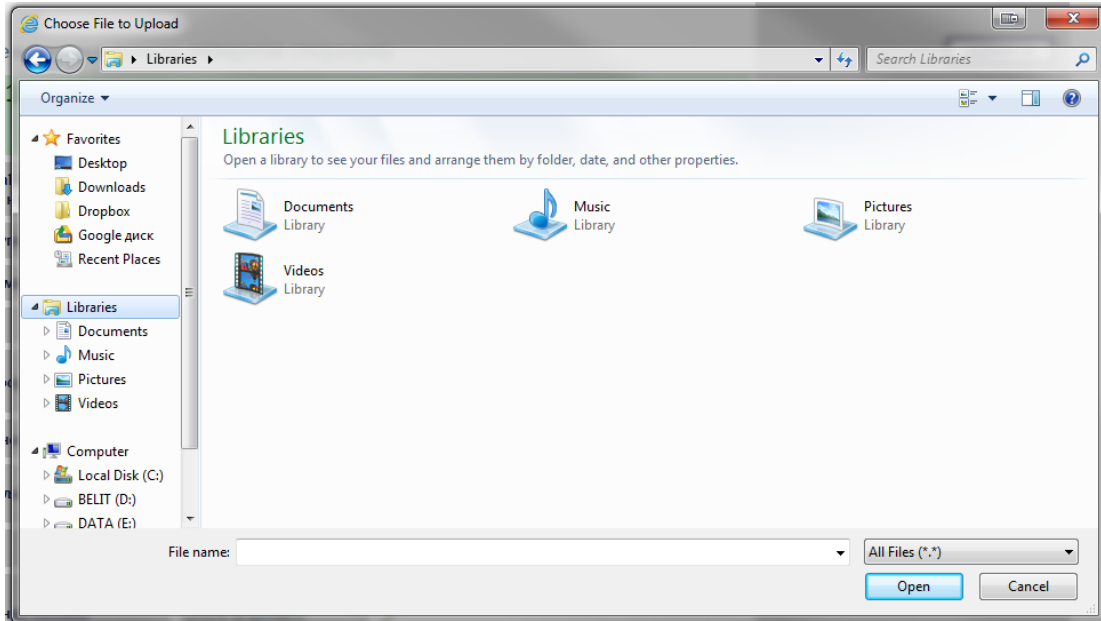 Choose File to Upload
Libraries
Search Libraries
Organize
Favorites
Desktop
Downloads
Dropbox
Google диск
Recent Places
Libraries
Documents
Music
Pictures
Videos
Computer
Local Disk (C:)
BELIT (D:)
DATA (E:)
Libraries
Open a library to see your files and arrange them by folder, date, and other properties.
Documents
Library
Music
Library
Pictures
Library
Videos
Library
File name:
All Files (*.*)
Open
Cancel